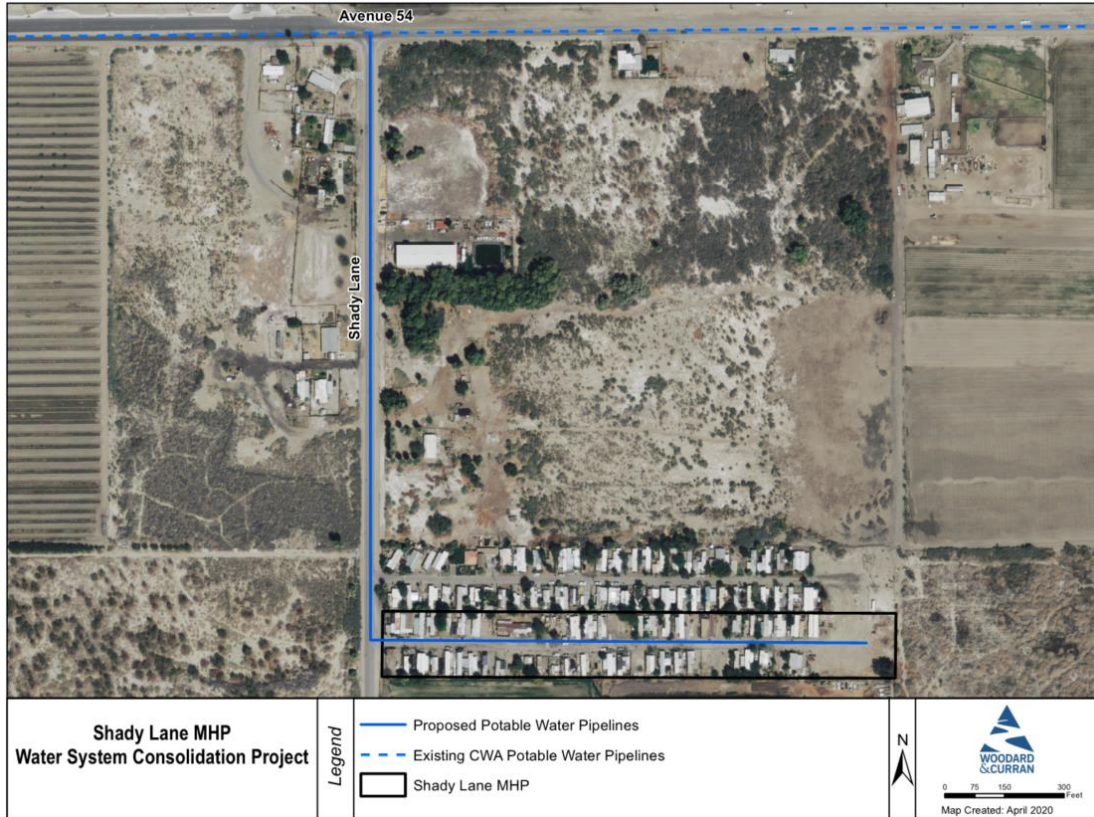 Avenue 54
Shady Lane
Shady Lane MHP
Water System Consolidation Project
Legend
Proposed Potable Water Pipelines
Existing CWA Potable Water Pipelines
Shady Lane MHP
N
WOODARD
&CURRAN
0 75 150 300
Feet
Map Created: April 2020